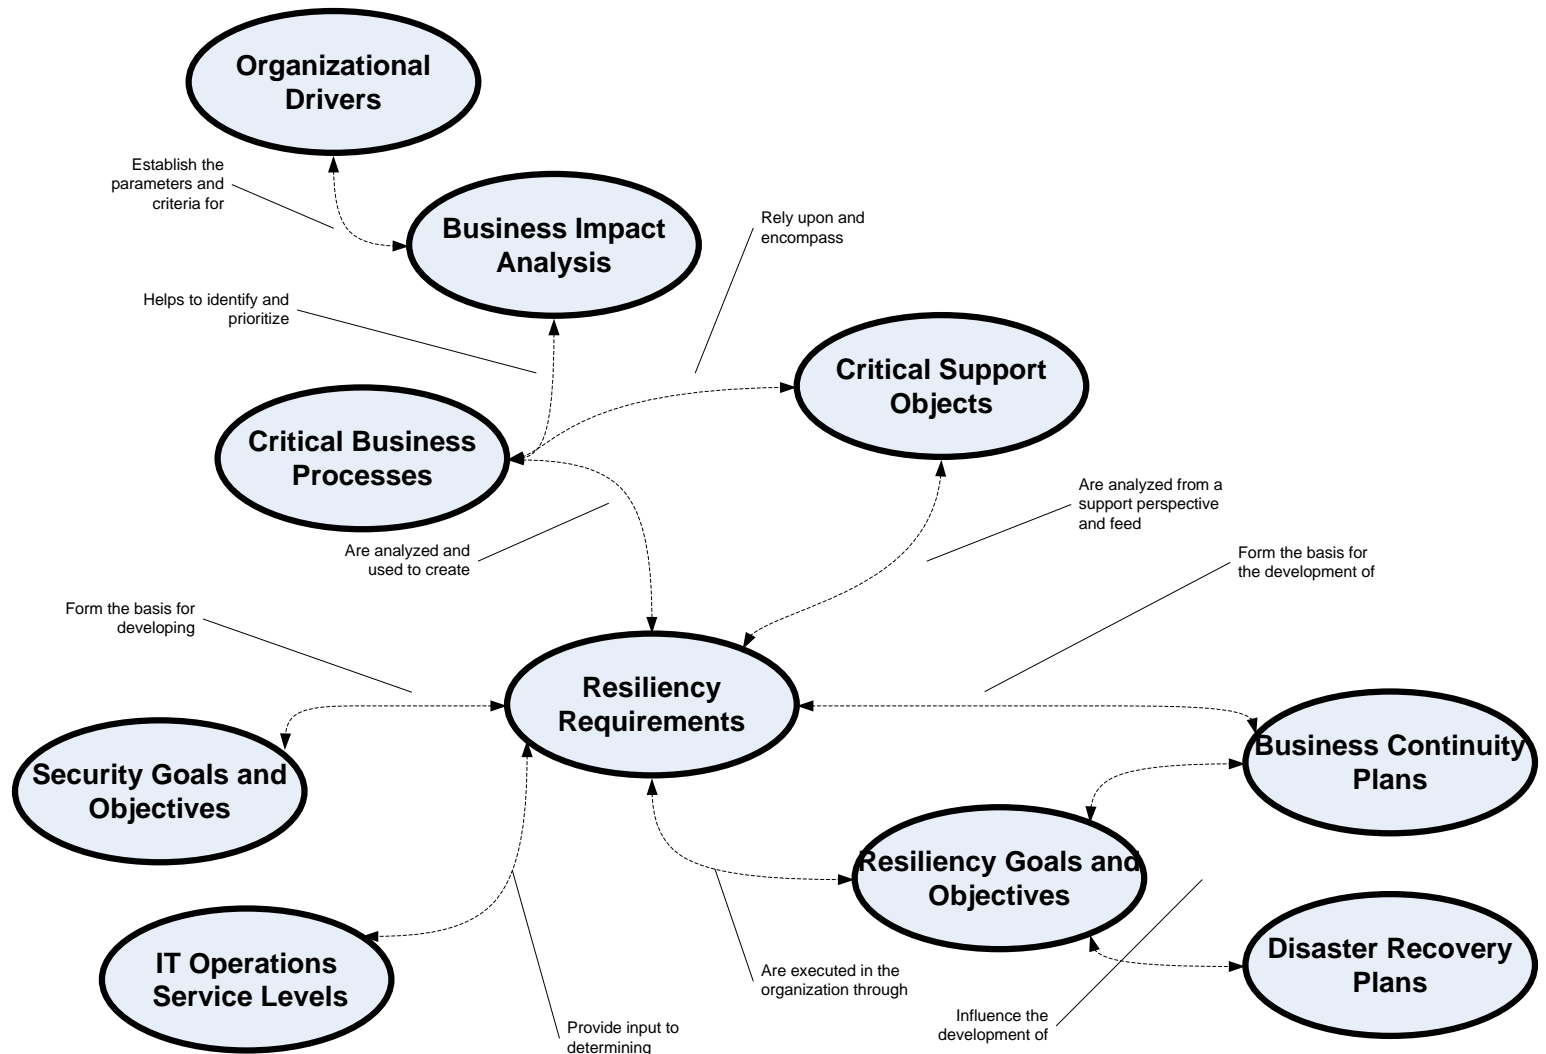 Organizational
Drivers
Establish the
parameters and
criteria for
Business Impact
Analysis
Rely upon and
encompass
Helps to identify and
prioritize
Critical Support
Objects
Critical Business
Processes
Are analyzed from a
support perspective
and feed
Are analyzed and
used to create
Form the basis for
the development of
Form the basis for
developing
Resiliency
Requirements
Security Goals and
Objectives
Business Continuity
Plans
Resiliency Goals and
Objectives
IT Operations
Service Levels
Disaster Recovery
Plans
Are executed in the
organization through
Influence the
development of
Provide input to
determining